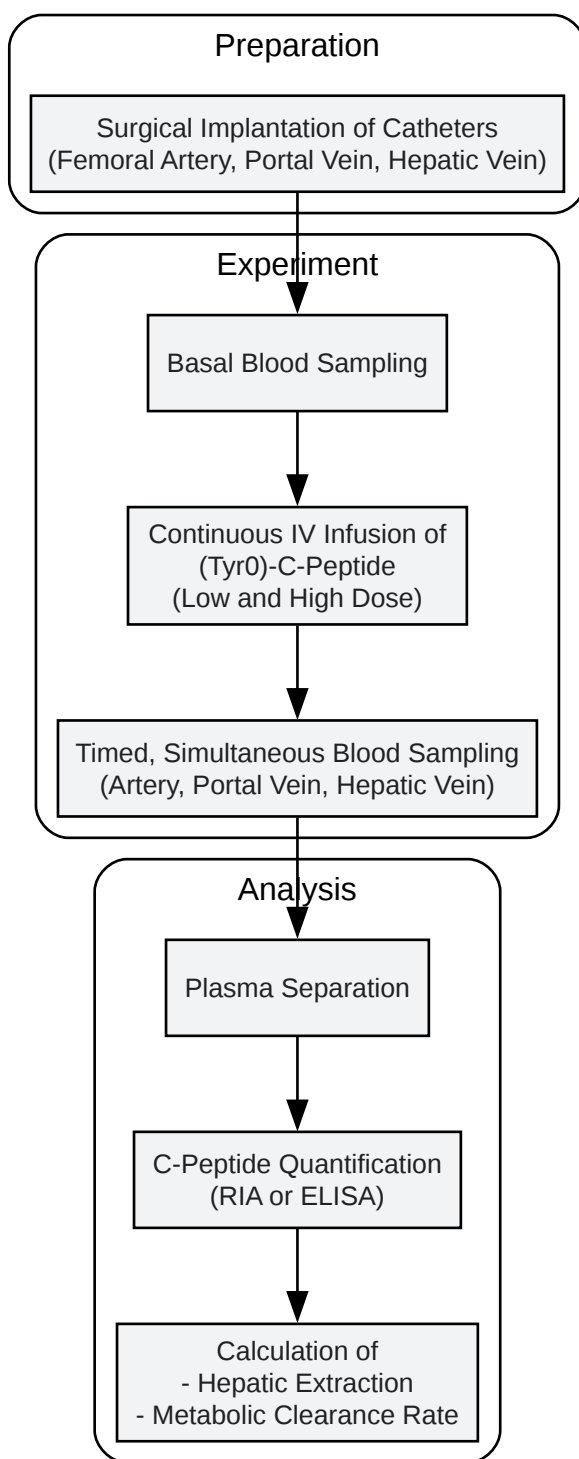 Preparation
Surgical Implantation of Catheters
(Femoral Artery, Portal Vein, Hepatic Vein)
Experiment
Basal Blood Sampling
Continuous IV Infusion of
(Tyr0)-C-Peptide
(Low and High Dose)
Timed, Simultaneous Blood Sampling
(Artery, Portal Vein, Hepatic Vein)
Analysis
Plasma Separation
C-Peptide Quantification
(RIA or ELISA)
Calculation of
- Hepatic Extraction
- Metabolic Clearance Rate